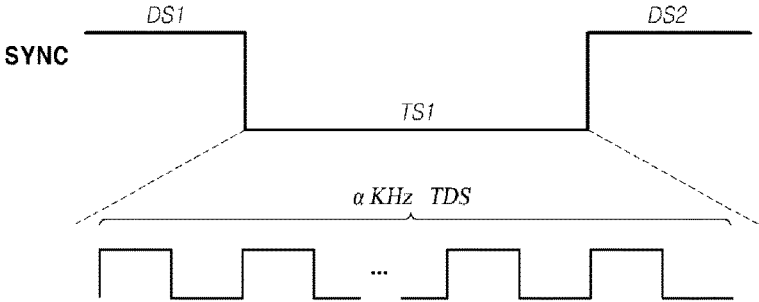 DS1
DS2
SYNC
TS1
α KHz TDS
...